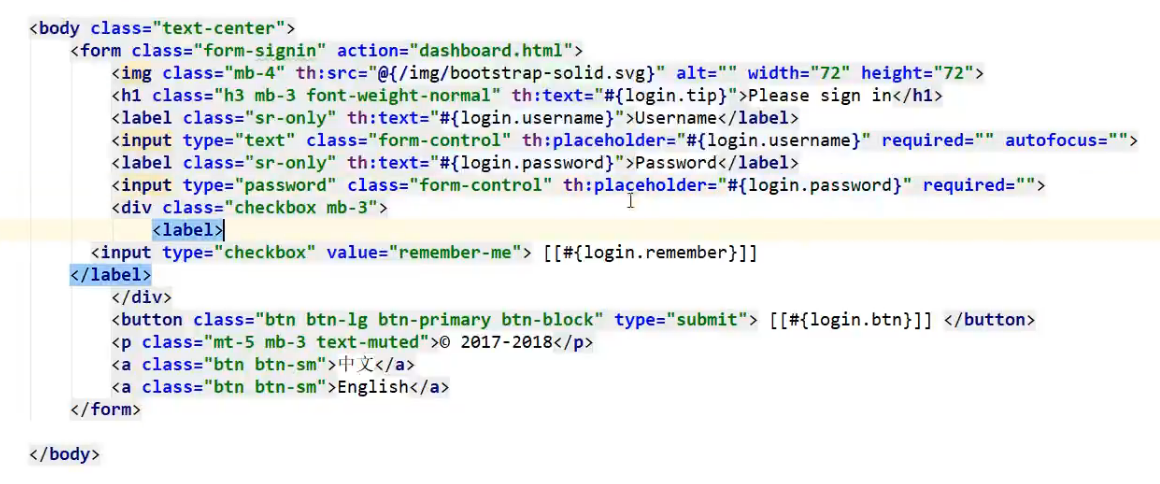 <body class="text-center">
<form class="form-signin" action="dashboard.html">
<img class="mb-4" th:src="@{/img/bootstrap-solid.svg}" alt="" width="72" height="72">
<h1 class="h3 mb-3 font-weight-normal" th:text="#{login.tip}">Please sign in</h1>
<label class="sr-only" th:text="#{login.username}">Username</label>
<input type="text" class="form-control" th:placeholder="#{login.username}" required="" autofocus="">
<label class="sr-only" th:text="#{login.password}">Password</label>
<input type="password" class="form-control" th:placeholder="#{login.password}" required="">
<div class="checkbox mb-3">
<label>
<input type="checkbox" value="remember-me"> [[#{login.remember}]]
</label>
</div>
<button class="btn btn-lg btn-primary btn-block" type="submit"> [[#{login.btn}]] </button>
<p class="mt-5 mb-3 text-muted">© 2017-2018</p>
<a class="btn btn-sm">中文</a>
<a class="btn btn-sm">English</a>
</form>
</body>